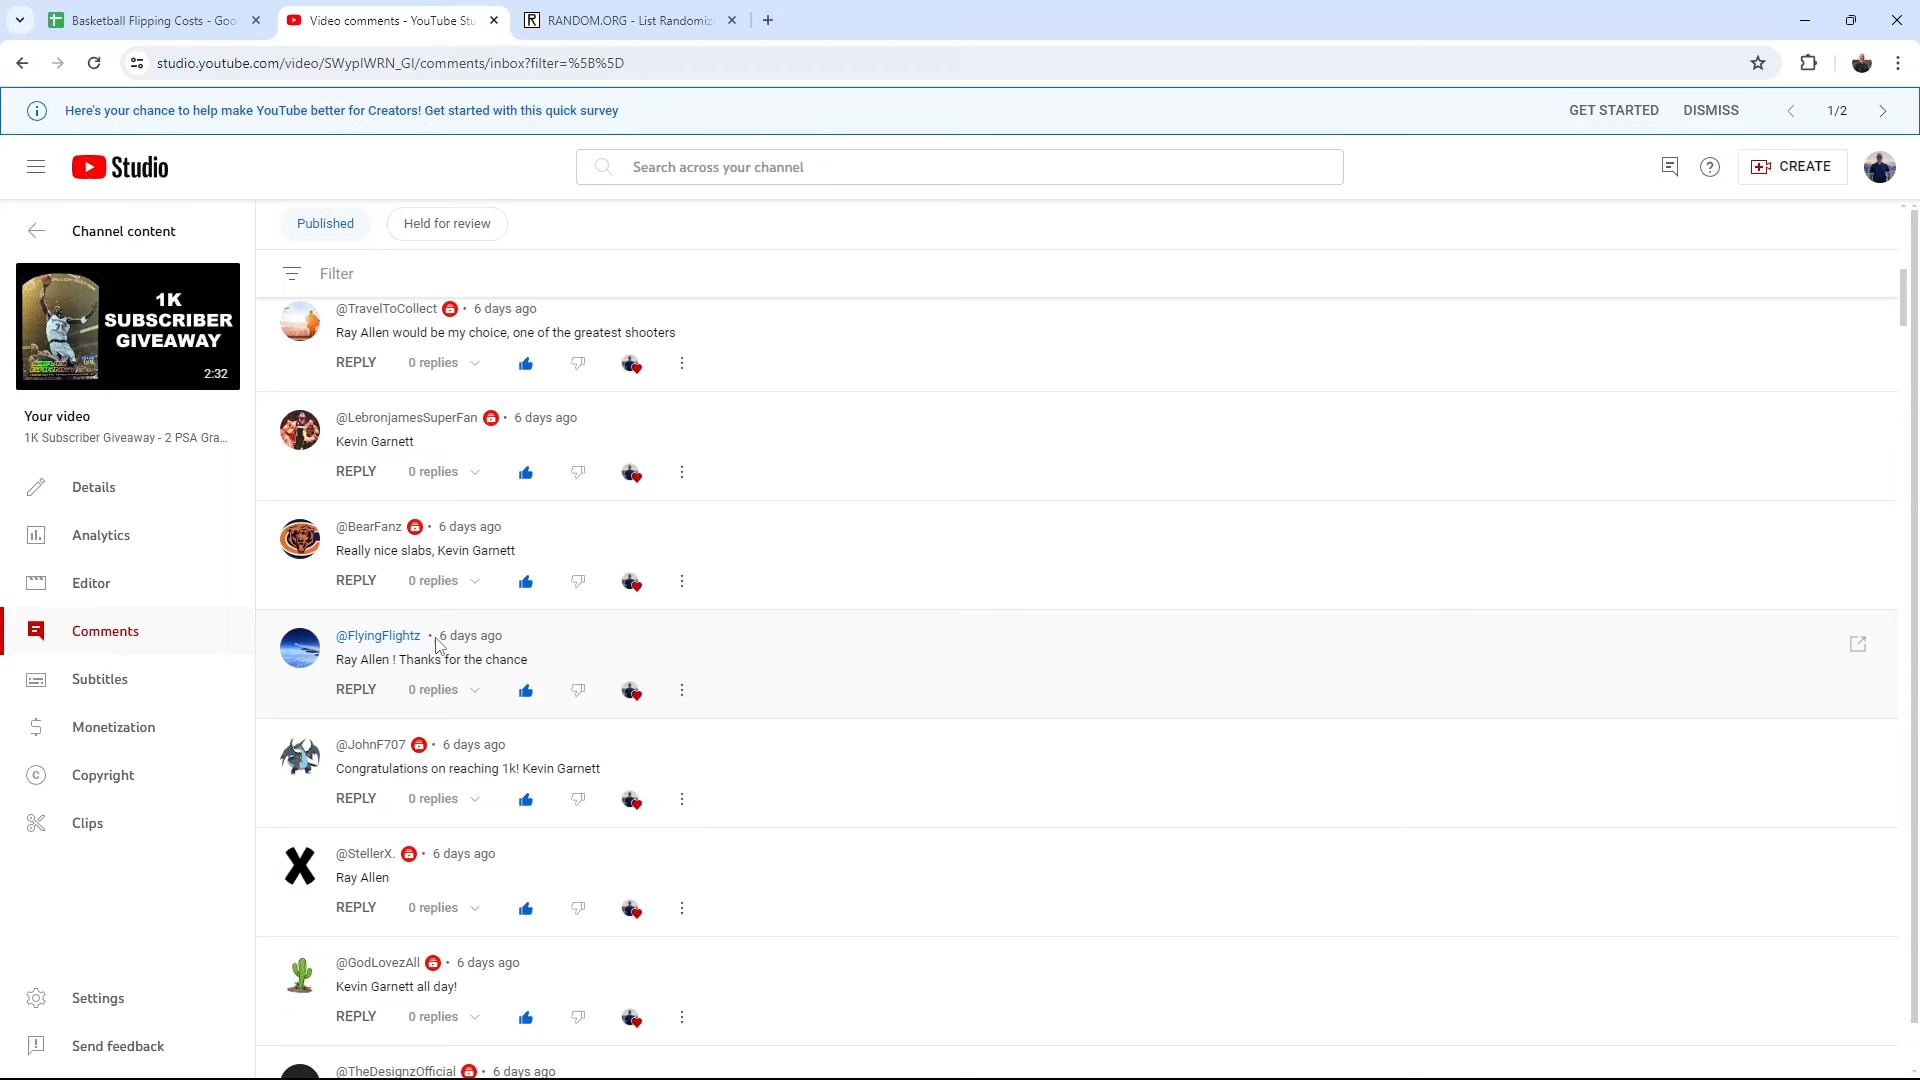 Basketball Flipping Costs - Goo
Video comments - YouTube Stu
RANDOM.ORG - List Randomiz
studio.youtube.com/video/SWypIWRN_GI/comments/inbox?filter=%5B%5D
Here's your chance to help make YouTube better for Creators! Get started with this quick survey
GET STARTED
DISMISS
1/2
Studio
Search across your channel
CREATE
Channel content
1K
SUBSCRIBER
GIVEAWAY
2:32
Your video
1K Subscriber Giveaway - 2 PSA Gra...
Details
Analytics
Editor
Comments
Subtitles
Monetization
Copyright
Clips
Settings
Send feedback
Published
Held for review
Filter
@TravelToCollect • 6 days ago
Ray Allen would be my choice, one of the greatest shooters
REPLY 0 replies
@LebronjamesSuperFan • 6 days ago
Kevin Garnett
REPLY 0 replies
@BearFanz • 6 days ago
Really nice slabs, Kevin Garnett
REPLY 0 replies
@FlyingFlightz • 6 days ago
Ray Allen ! Thanks for the chance
REPLY 0 replies
@JohnF707 • 6 days ago
Congratulations on reaching 1k! Kevin Garnett
REPLY 0 replies
@StellerX. • 6 days ago
Ray Allen
REPLY 0 replies
@GodLovezAll • 6 days ago
Kevin Garnett all day!
REPLY 0 replies
@TheDesignzOfficial • 6 days ago